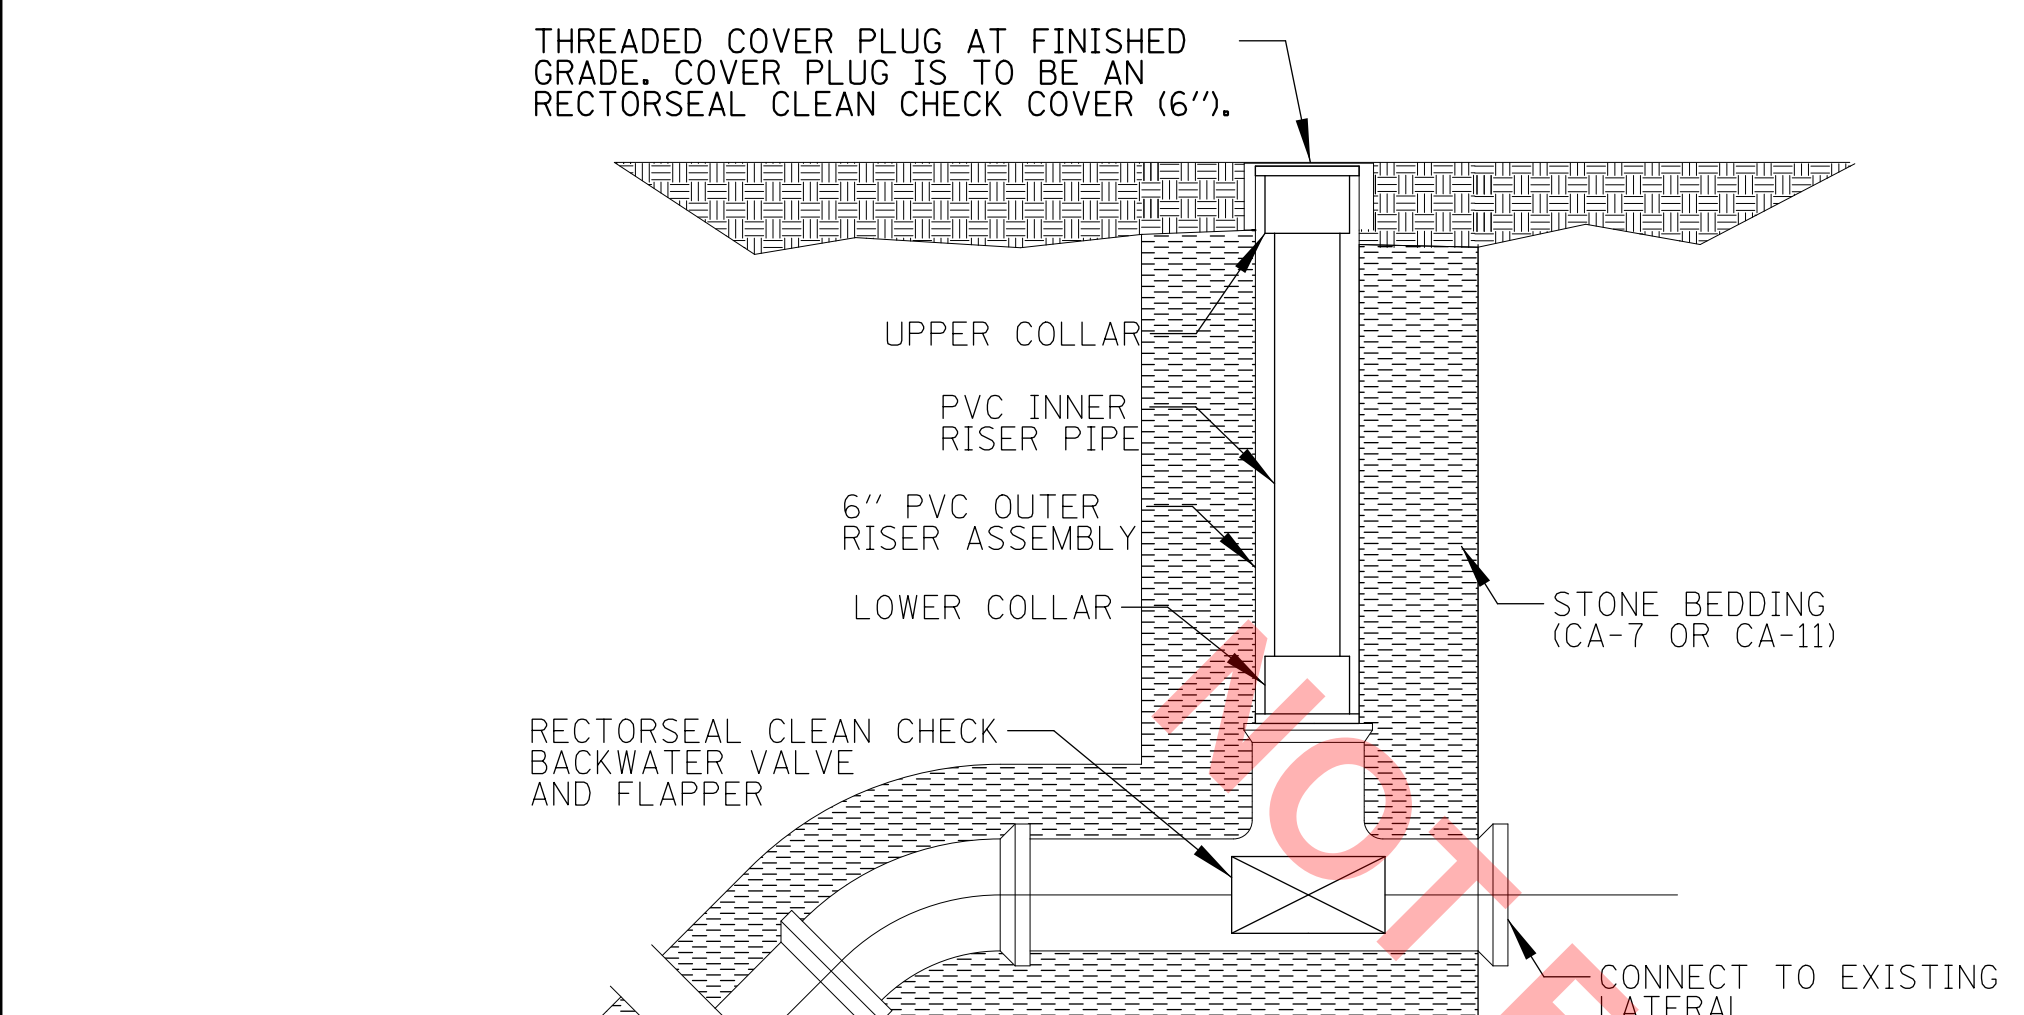 THREADED COVER PLUG AT FINISHED
GRADE. COVER PLUG IS TO BE AN
RECTORSEAL CLEAN CHECK COVER (6").
UPPER COLLAR
PVC INNER
RISER PIPE
6" PVC OUTER
RISER ASSEMBLY
LOWER COLLAR
STONE BEDDING
(CA-7 OR CA-11)
RECTORSEAL CLEAN CHECK
BACKWATER VALVE
AND FLAPPER
CONNECT TO EXISTING
LATERAL
NOT